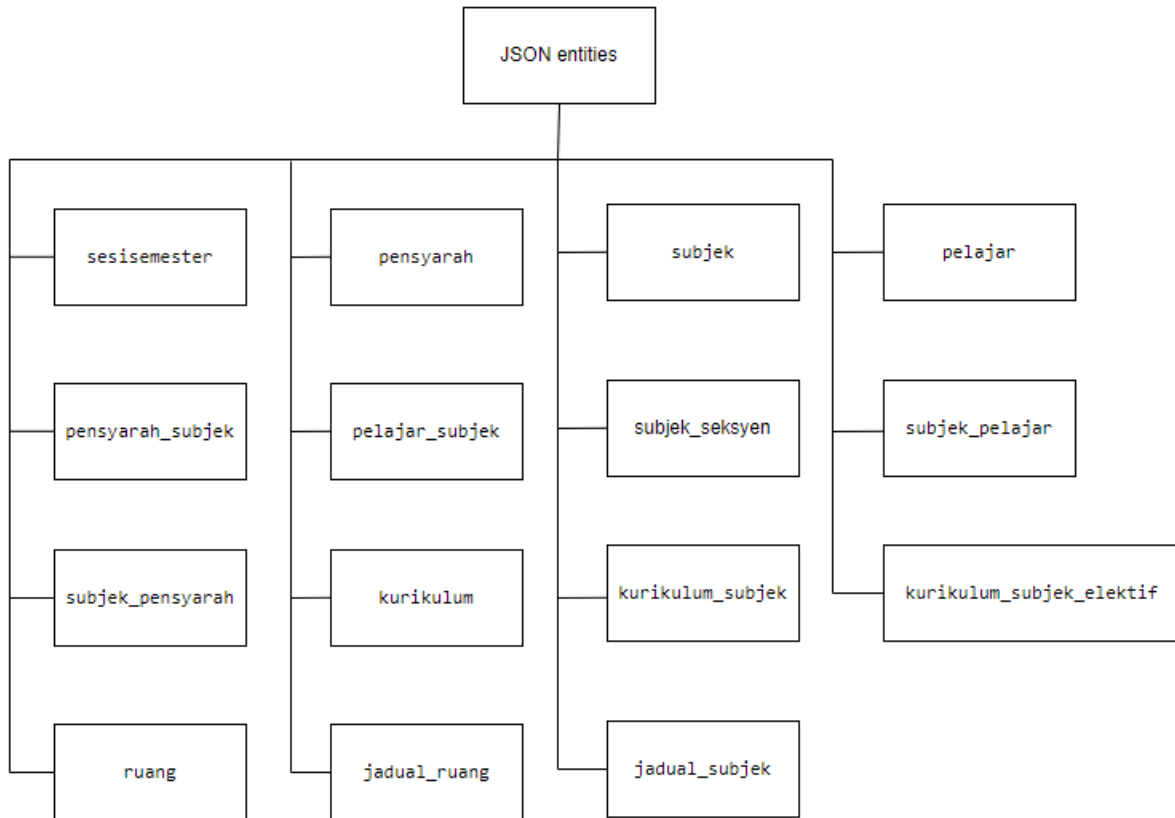 JSON entities
sesisemester
pensyarah
subjek
pelajar
pensyarah_subjek
pelajar_subjek
subjek_seksyen
subjek_pelajar
subjek_pensyarah
kurikulum
kurikulum_subjek
kurikulum_subjek_elektif
ruang
jadual_ruang
jadual_subjek